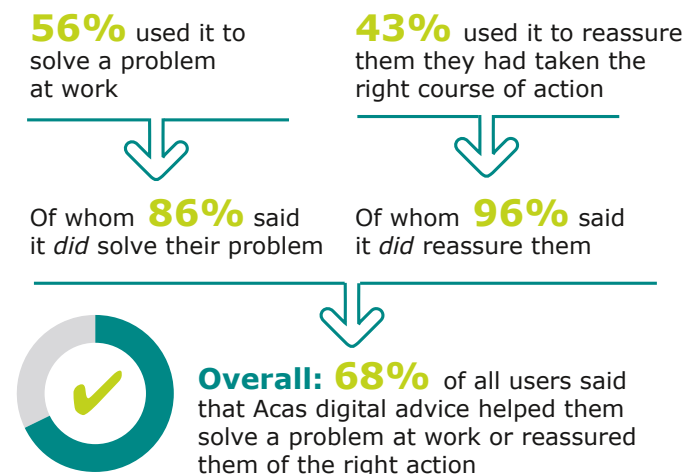 56% used it to
solve a problem
at work
43% used it to reassure
them they had taken the
right course of action
Of whom 86% said
it did solve their problem
Of whom 96% said
it did reassure them
Overall: 68% of all users said
that Acas digital advice helped them
solve a problem at work or reassured
them of the right action